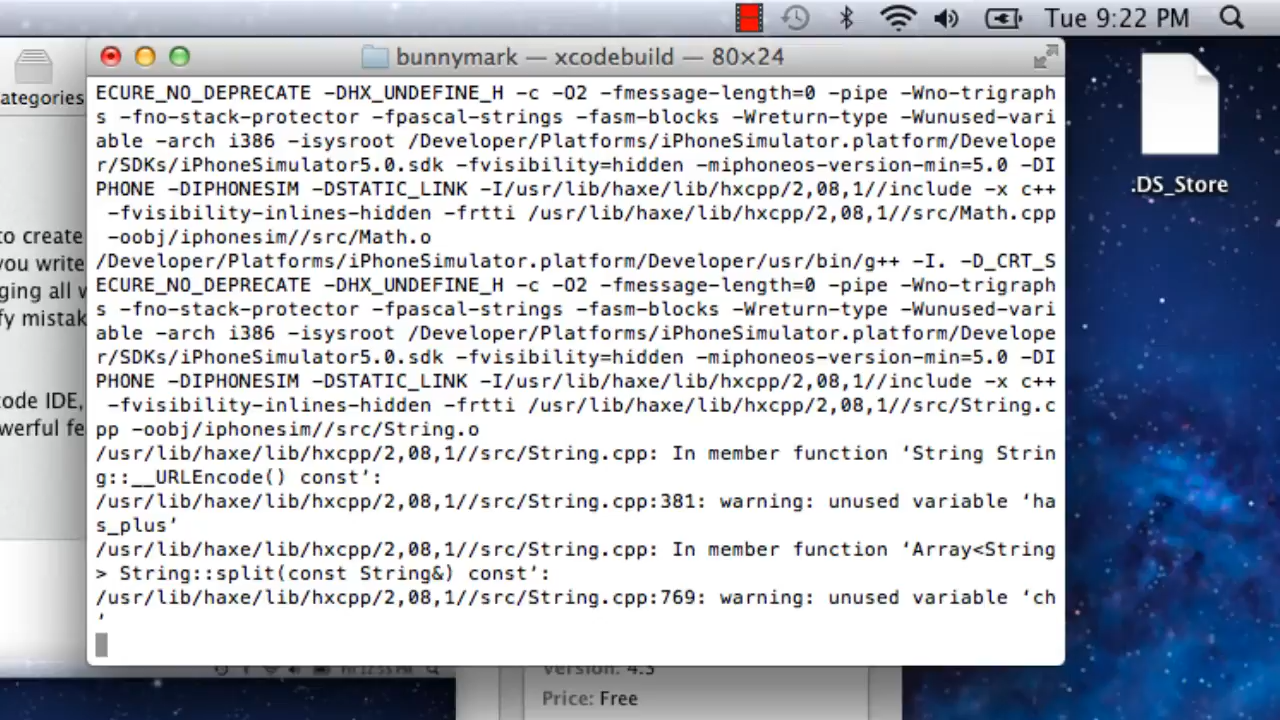 Tue 9:22 PM
bunnymark — xcodebuild — 80×24
ategories
to create
you write
ging all w
fy mistak
code IDE,
werful fe
ECURE_NO_DEPRECATE -DHX_UNDEFINE_H -c -O2 -fmessage-length=0 -pipe -Wno-trigraph
s -fno-stack-protector -fpascal-strings -fasm-blocks -Wreturn-type -Wunused-vari
able -arch i386 -isysroot /Developer/Platforms/iPhoneSimulator.platform/Develope
r/SDKs/iPhoneSimulator5.0.sdk -fvisibility=hidden -miphoneos-version-min=5.0 -DI
PHONE -DIPHONESIM -DSTATIC_LINK -I/usr/lib/haxe/lib/hxcpp/2,08,1//include -x c++
 -fvisibility-inlines-hidden -frtti /usr/lib/haxe/lib/hxcpp/2,08,1//src/Math.cpp
 -oobj/iphonesim//src/Math.o
/Developer/Platforms/iPhoneSimulator.platform/Developer/usr/bin/g++ -I. -D_CRT_S
ECURE_NO_DEPRECATE -DHX_UNDEFINE_H -c -O2 -fmessage-length=0 -pipe -Wno-trigraph
s -fno-stack-protector -fpascal-strings -fasm-blocks -Wreturn-type -Wunused-vari
able -arch i386 -isysroot /Developer/Platforms/iPhoneSimulator.platform/Develope
r/SDKs/iPhoneSimulator5.0.sdk -fvisibility=hidden -miphoneos-version-min=5.0 -DI
PHONE -DIPHONESIM -DSTATIC_LINK -I/usr/lib/haxe/lib/hxcpp/2,08,1//include -x c++
 -fvisibility-inlines-hidden -frtti /usr/lib/haxe/lib/hxcpp/2,08,1//src/String.c
pp -oobj/iphonesim//src/String.o
/usr/lib/haxe/lib/hxcpp/2,08,1//src/String.cpp: In member function ‘String Strin
g::__URLEncode() const’:
/usr/lib/haxe/lib/hxcpp/2,08,1//src/String.cpp:381: warning: unused variable ‘ha
s_plus’
/usr/lib/haxe/lib/hxcpp/2,08,1//src/String.cpp: In member function ‘Array<String
> String::split(const String&) const’:
/usr/lib/haxe/lib/hxcpp/2,08,1//src/String.cpp:769: warning: unused variable ‘ch
’
.DS_Store
Version: 4.3
Price: Free